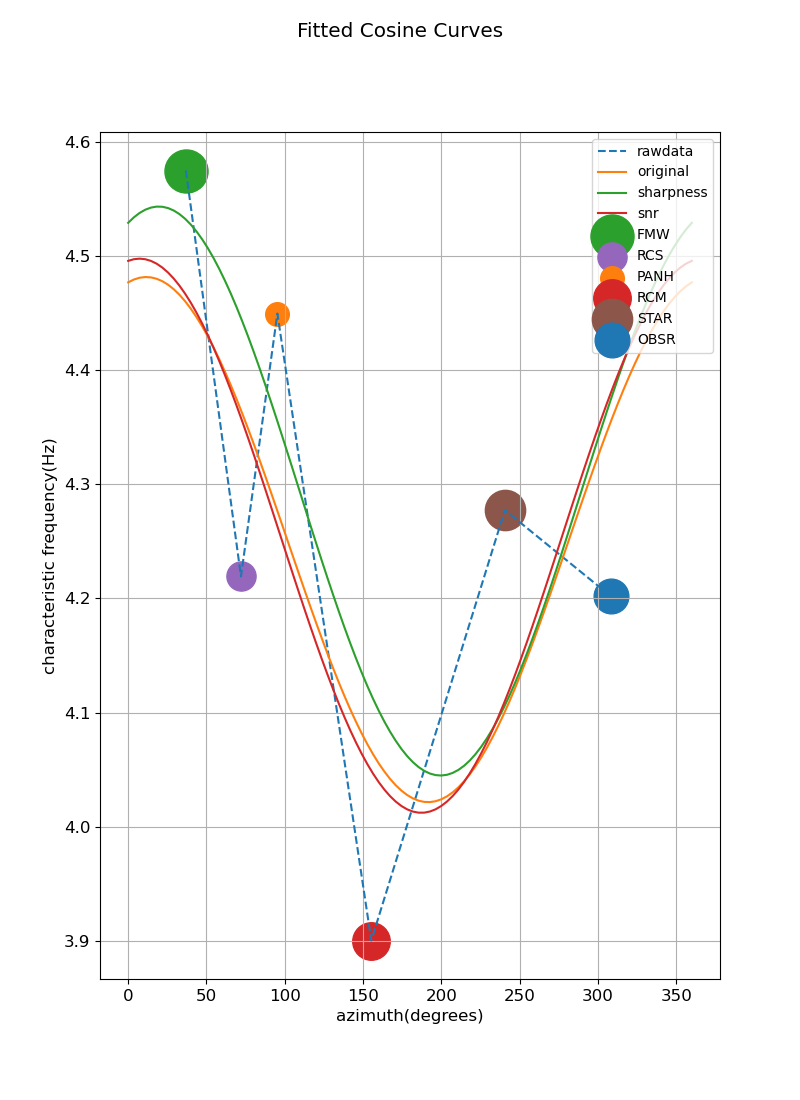 Fitted Cosine Curves
4.6
4.5
4.4
4.3
4.2
4.1
4.0
3.9
characteristic frequency(Hz)
rawdata
original
sharpness
snr
FMW
RCS
PANH
RCM
STAR
OBSR
0 50 100 150 200 250 300 350
azimuth(degrees)